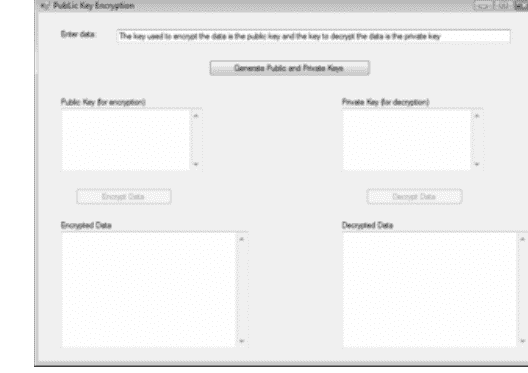 Public Key Encryption
Enter data: The key used to encrypt the data is the public key and the key to decrypt the data is the private key
Generate Public and Private Keys
Public Key (for encryption) Private Key (for decryption)
Encrypt Data Decrypt Data
Encrypted Data Decrypted Data